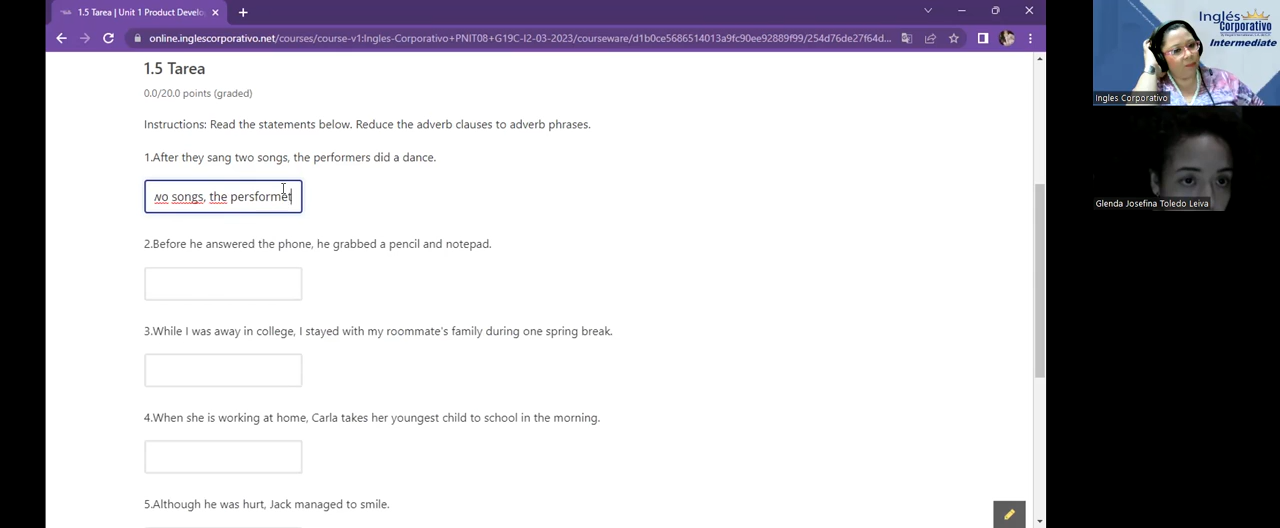 1.5 Tarea | Unit 1 Product Develo
online.inglescorporativo.net/courses/course-v1:Ingles-Corporativo+PNIT08+G19C-I2-03-2023/courseware/d1b0ce5686514013a9fc90ee92889f99/254d76de27f64d...
1.5 Tarea
0.0/20.0 points (graded)
Instructions: Read the statements below. Reduce the adverb clauses to adverb phrases.
1.After they sang two songs, the performers did a dance.
wo songs, the persformet
2.Before he answered the phone, he grabbed a pencil and notepad.
3.While I was away in college, I stayed with my roommate's family during one spring break.
4.When she is working at home, Carla takes her youngest child to school in the morning.
5.Although he was hurt, Jack managed to smile.
Inglés
Corporativo
Intermediate
Ingles Corporativo
Glenda Josefina Toledo Leiva